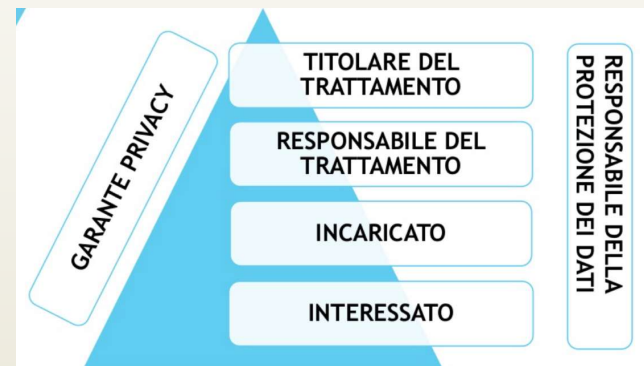 GARANTE PRIVACY
TITOLARE DEL
TRATTAMENTO
RESPONSABILE DEL
TRATTAMENTO
INCARICATO
INTERESSATO
RESPONSABILE DELLA
PROTEZIONE DEI DATI